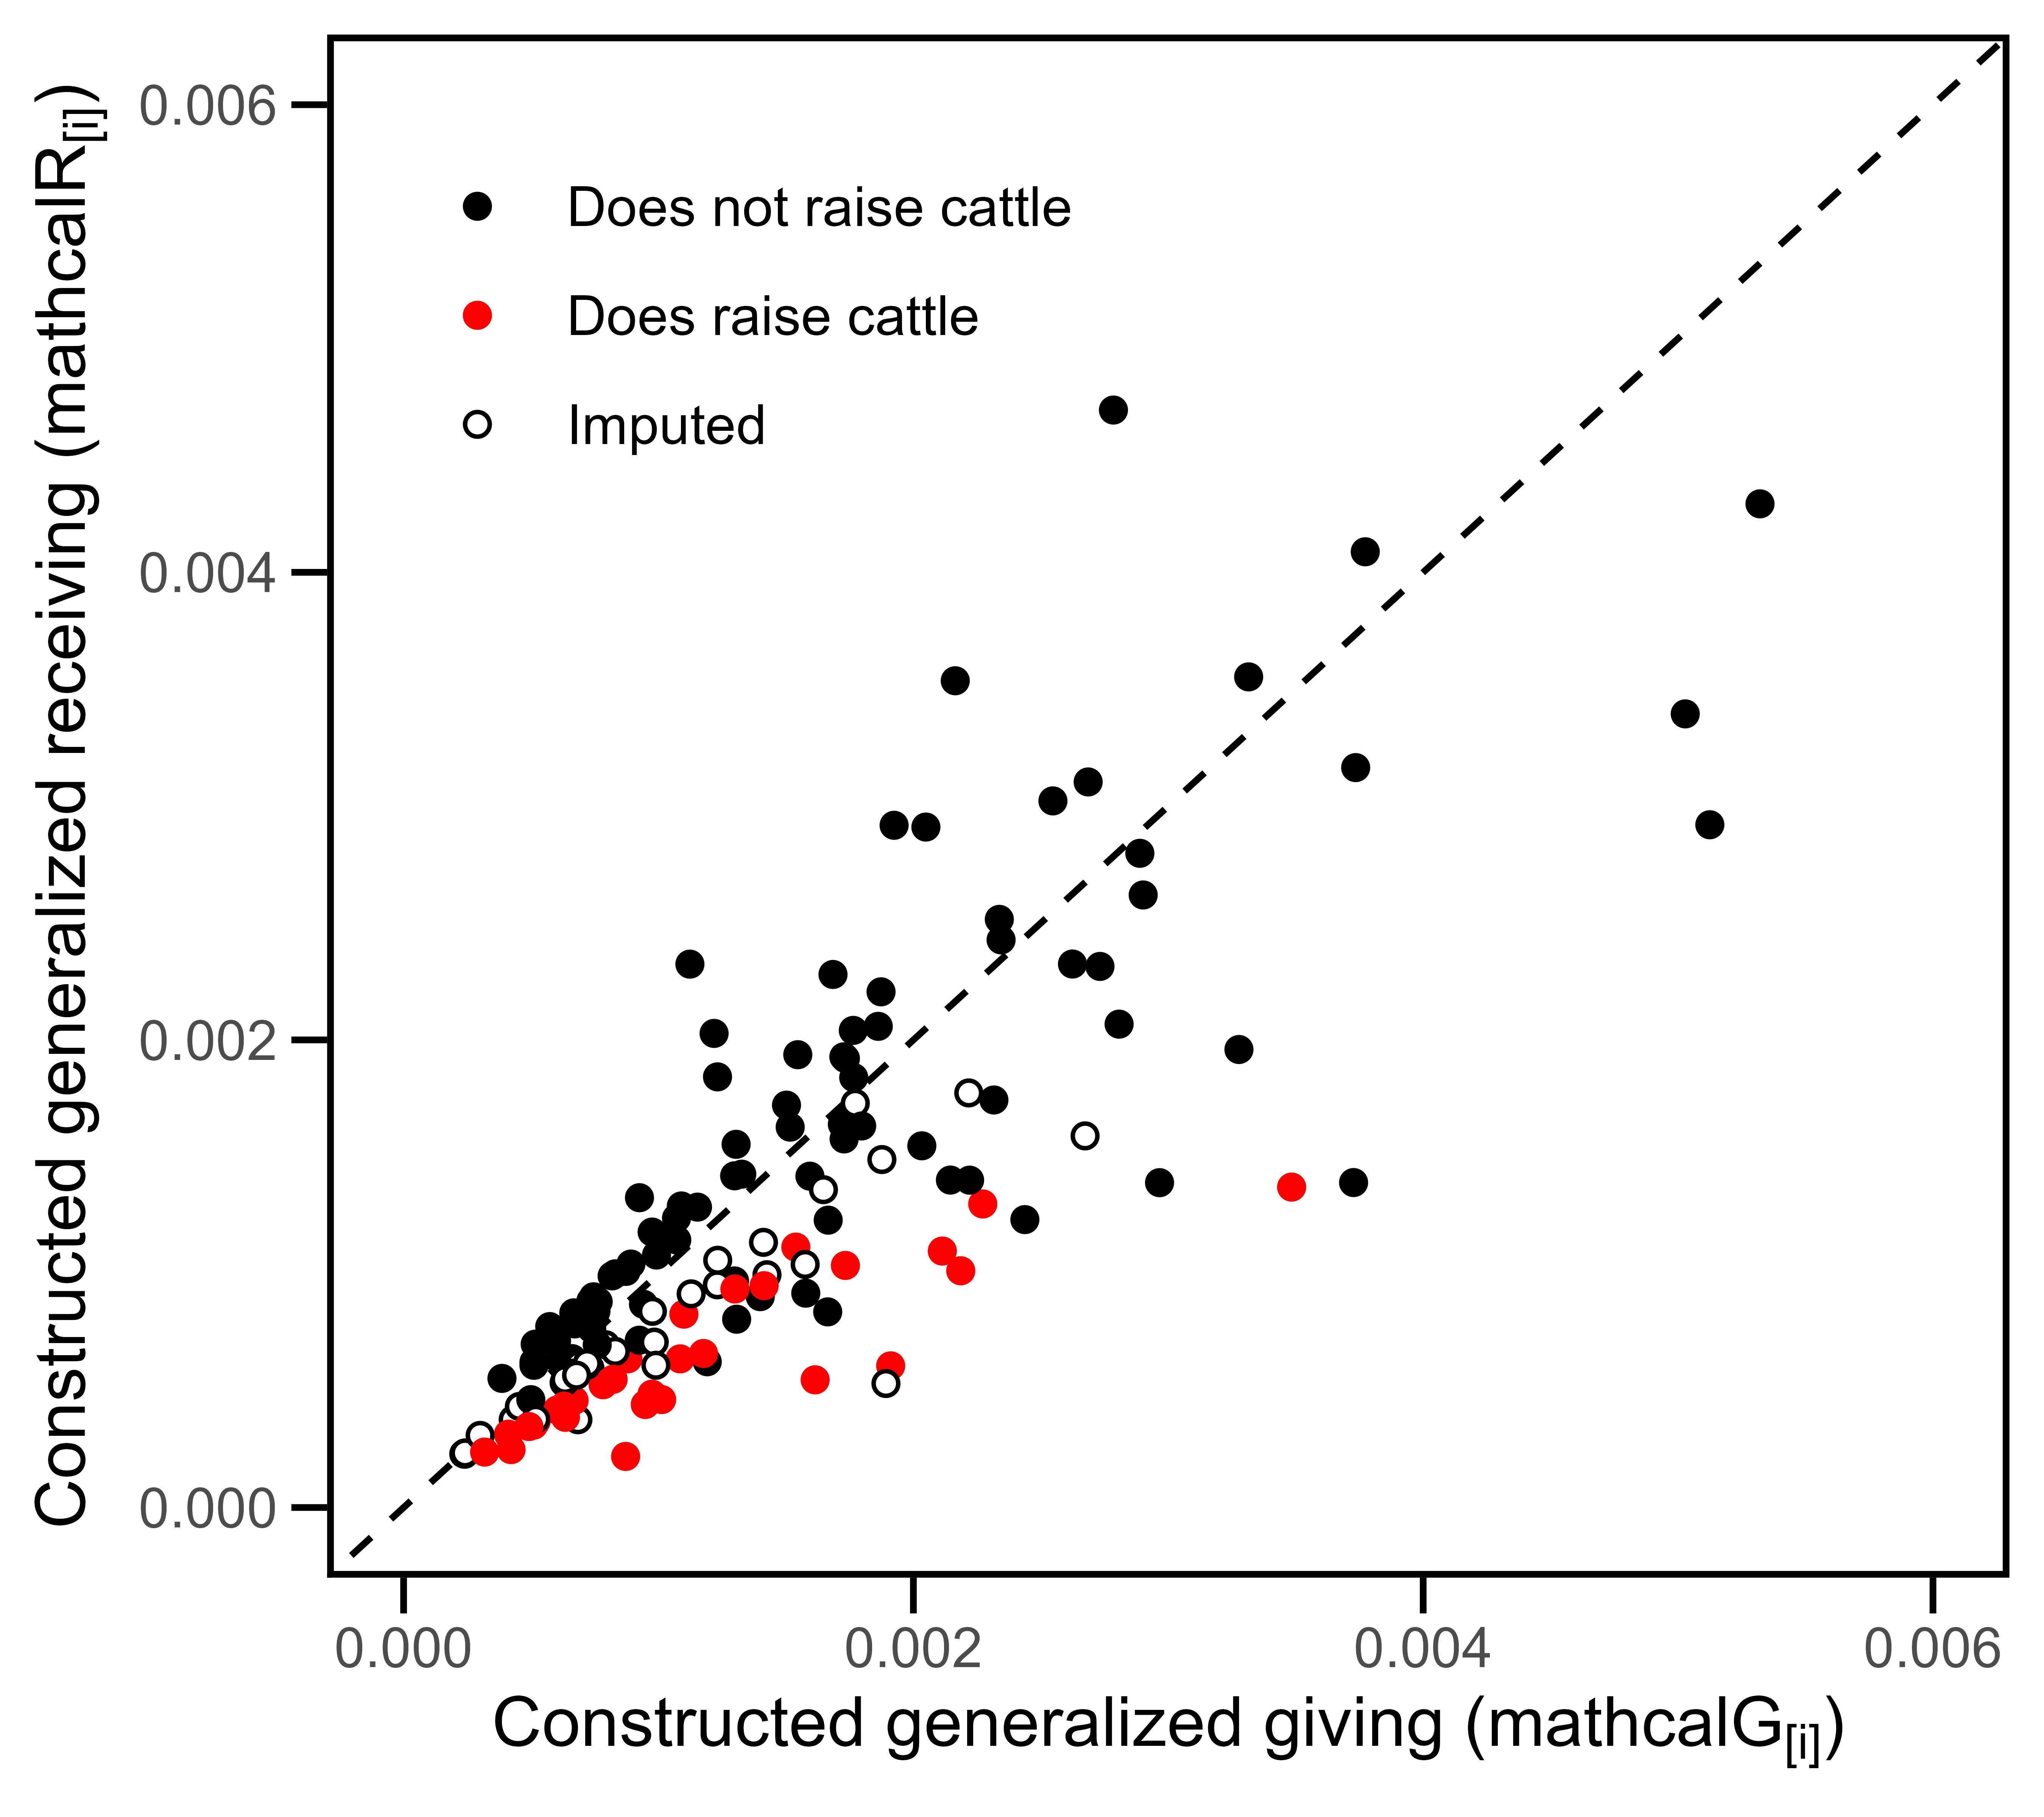 Constructed generalized receiving (mathcalR[i])
0.006
0.004
0.002
0.000
Does not raise cattle
Does raise cattle
Imputed
0.000 0.002 0.004 0.006
Constructed generalized giving (mathcalG[i])